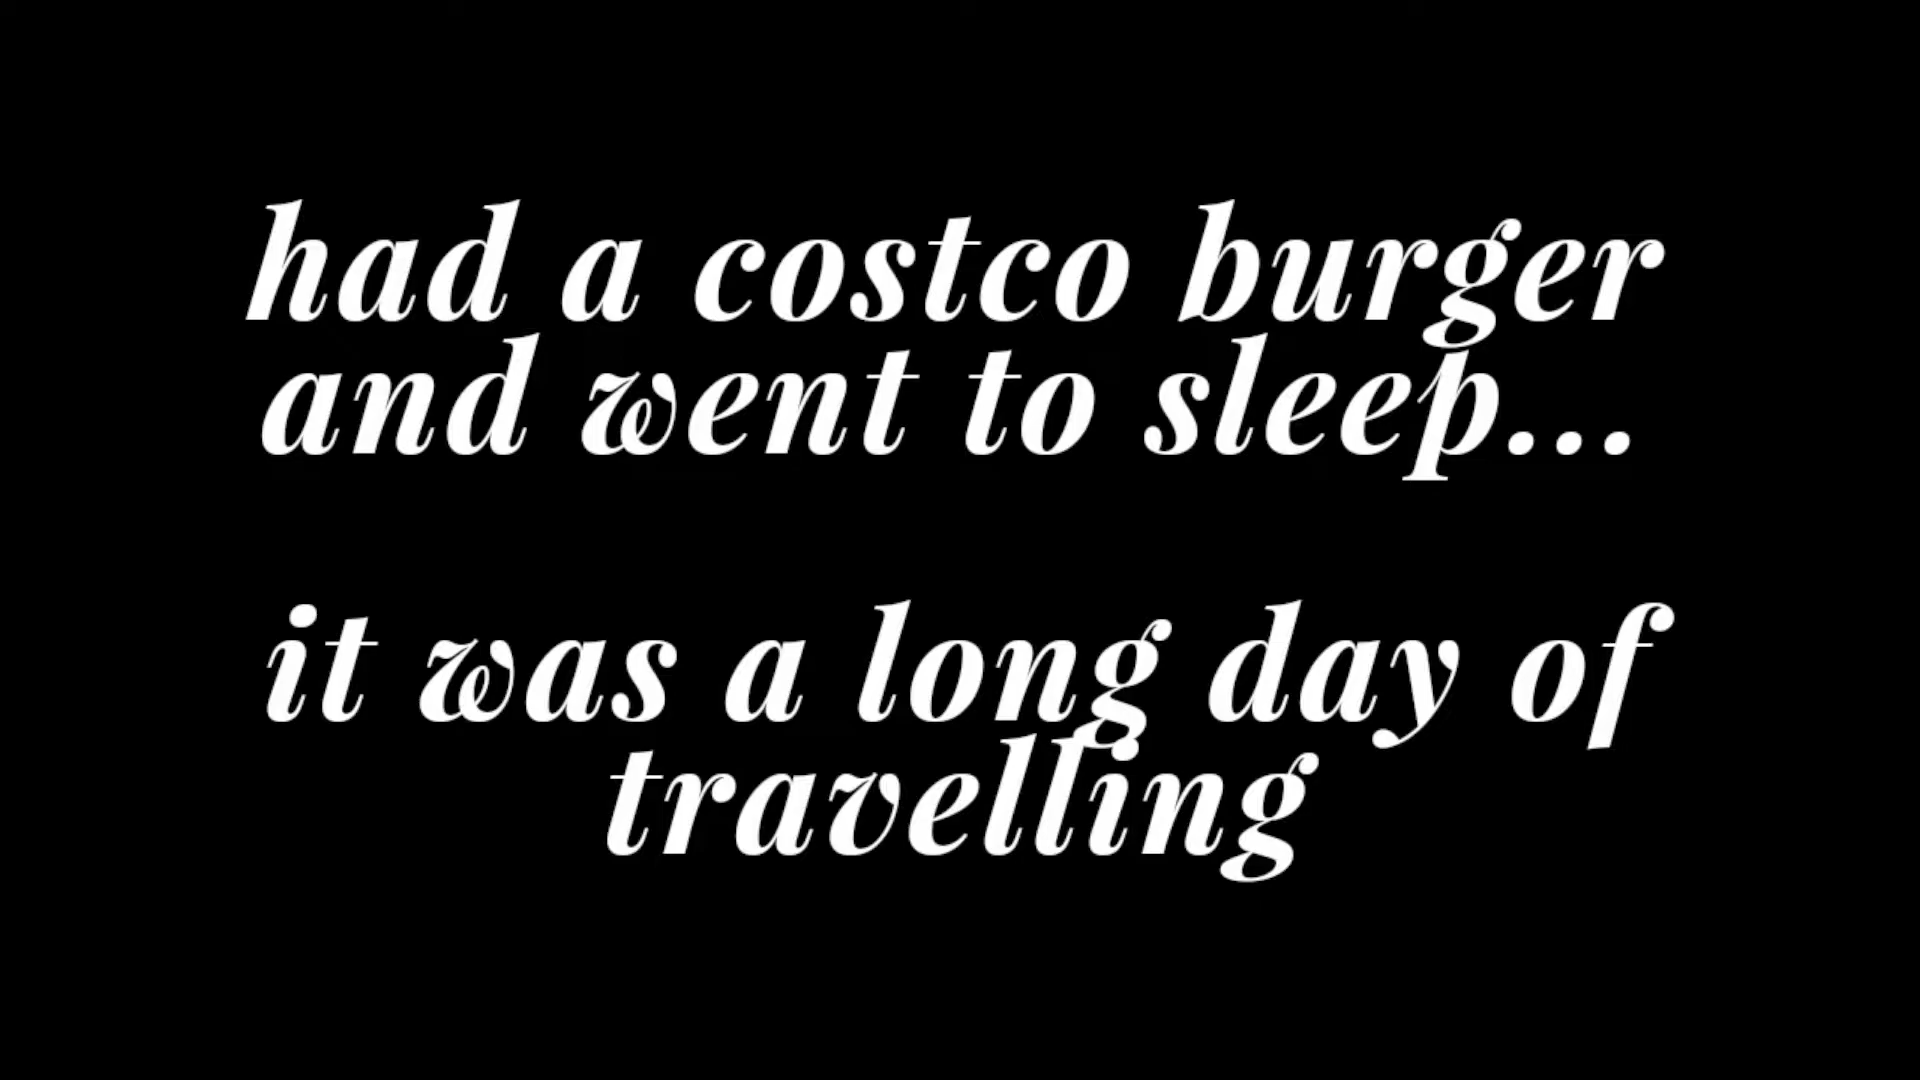 had a costco burger
and went to sleep...
it was a long day of
travelling